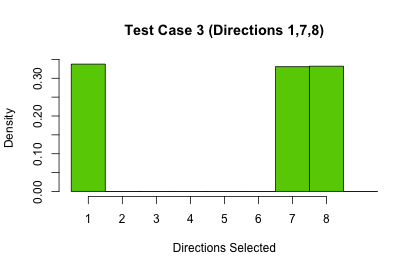 Test Case 3 (Directions 1,7,8)
Density
0.30
0.20
0.10
0.00
1 2 3 4 5 6 7 8
Directions Selected